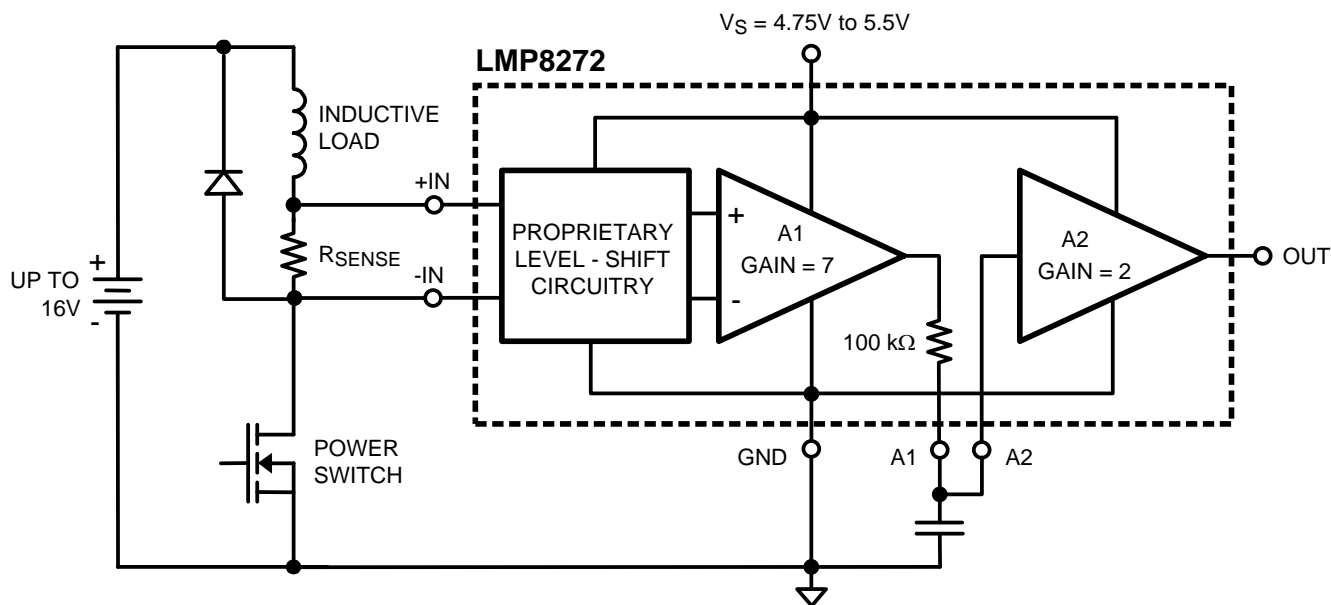 V_S = 4.75V to 5.5V
LMP8272
INDUCTIVE
LOAD
+IN
R_SENSE
-IN
UP TO
16V
+
-
PROPRIETARY
LEVEL - SHIFT
CIRCUITRY
+
-
A1
GAIN = 7
A2
GAIN = 2
OUT
100 kΩ
POWER
SWITCH
GND
A1
A2